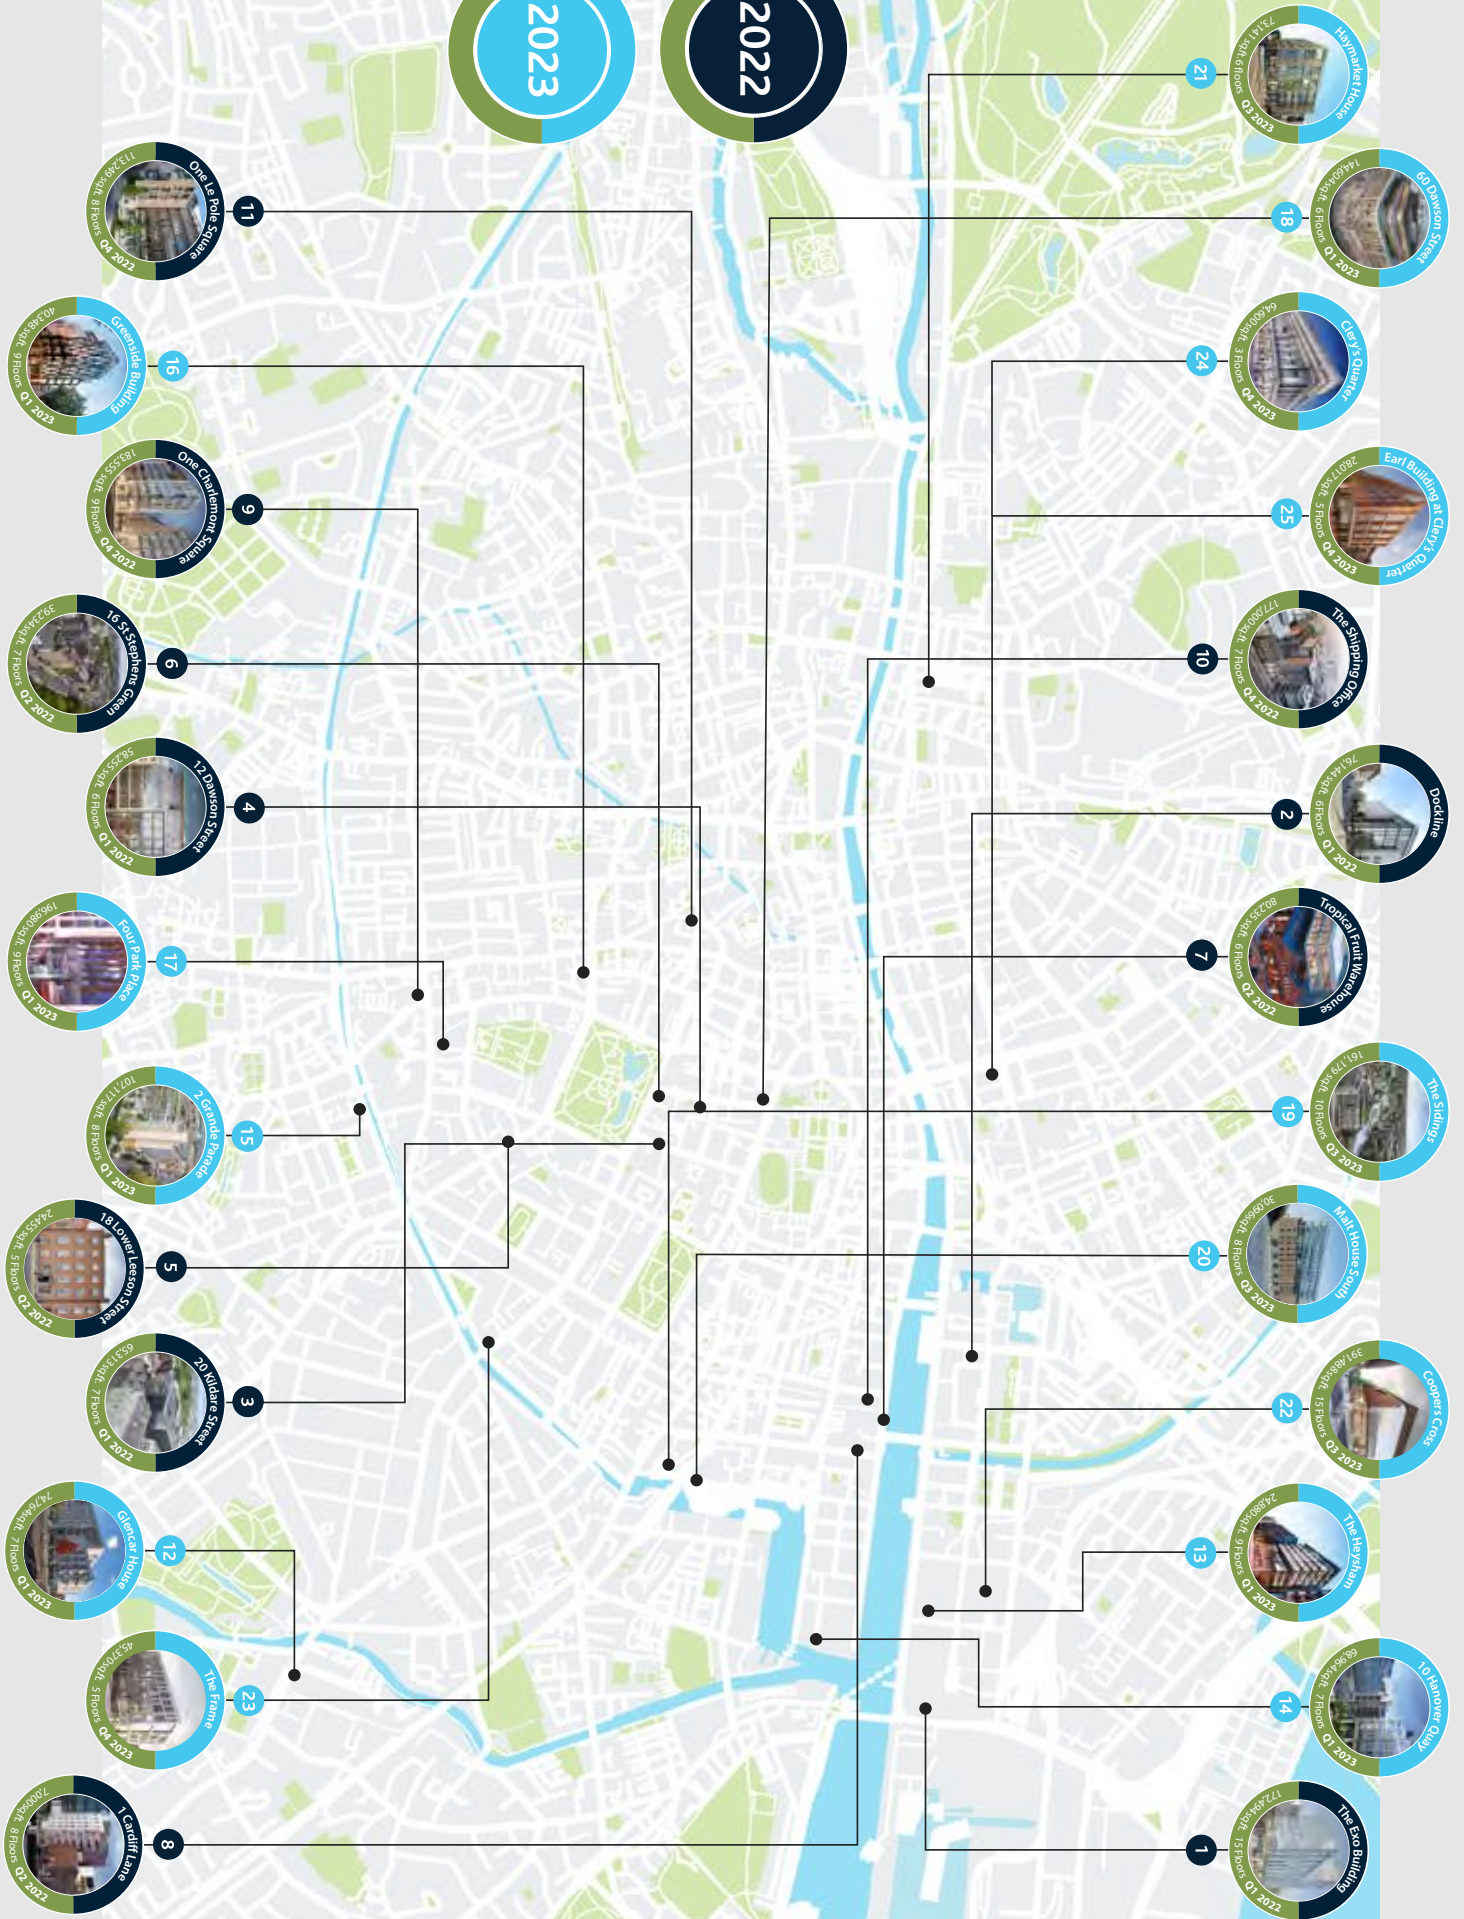 Haymarket House
73,141 sq.ft. 6 floors Q3 2023
21
60 Dawson Street
144,604sq.ft. 6 Floors Q1 2023
18
Clery's Quarter
64,600sq.ft. 3 Floors Q4 2023
24
Earl Building at Clery's Quarter
28,017sq.ft. 5 Floors Q4 2023
25
The Shipping Office
177,000sq.ft. 7 Floors Q4 2022
10
Dockline
76,144sq.ft. 6 Floors Q1 2022
2
Tropical Fruit Warehouse
80,235sq.ft. 6 Floors Q2 2022
7
The Sidings
161,179 sq.ft. 10 Floors Q3 2023
19
Malt House South
30,096sq.ft. 8 Floors Q3 2023
20
Coopers Cross
391,488sq.ft. 15 Floors Q3 2023
22
The Heysham
24,880sq.ft. 9 Floors Q1 2023
13
10 Hanover Quay
68,964sq.ft. 7 Floors Q1 2023
14
The Exo Building
172,494sq.ft. 15 Floors Q1 2022
1
2022
2023
11
One Le Pole Square
113,249 sq.ft. 8 Floors Q4 2022
16
Greenside Building
40,348sq.ft. 9 Floors Q1 2023
9
One Charlemont Square
183,555 sq.ft. 9 Floors Q4 2022
6
16 St Stephens Green
39,234sq.ft. 7 Floors Q2 2022
4
12 Dawson Street
58,255 sq.ft. 6 Floors Q1 2022
17
Four Park Place
196,980sq.ft. 9 Floors Q1 2023
15
2 Grande Parade
107,117sq.ft. 8 Floors Q1 2023
5
18 Lower Leeson Street
24,455sq.ft. 5 Floors Q2 2022
3
20 Kildare Street
65,313sq.ft. 7 Floors Q1 2022
12
Glencar House
74,764sq.ft. 7 Floors Q1 2023
23
The Frame
45,370sq.ft. 5 Floors Q4 2023
8
1 Cardiff Lane
7,000sq.ft. 8 Floors Q2 2022